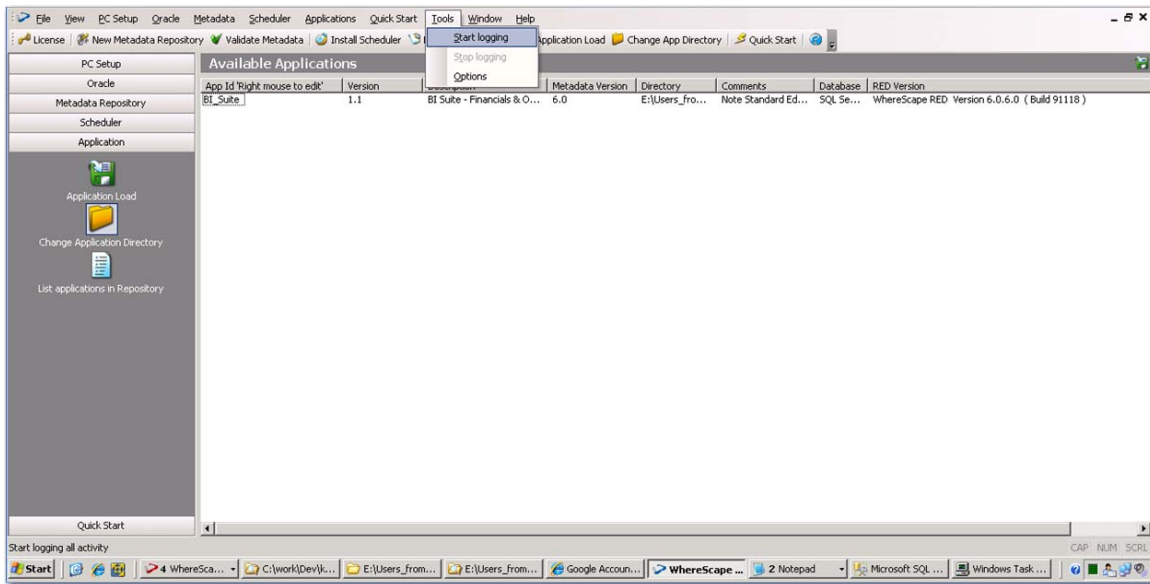 File View PC Setup Oracle Metadata Scheduler Applications Quick Start Tools Window Help
License New Metadata Repository Validate Metadata Install Scheduler Application Load Change App Directory Quick Start
Start logging
Stop logging
Options
PC Setup
Oracle
Metadata Repository
Scheduler
Application
Application Load
Change Application Directory
List applications in Repository
Quick Start
Available Applications
App Id 'Right mouse to edit' Version Metadata Version Directory Comments Database RED Version
BI_Suite 1.1 BI Suite - Financials & O... 6.0 E:\Users_fro... Note Standard Ed... SQL Se... WhereScape RED Version 6.0.6.0 ( Build 91118 )
Start logging all activity CAP NUM SCRL
Start 4 WhereSca... C:\work\Dev\k... E:\Users_from... E:\Users_from... Google Accoun... WhereScape ... 2 Notepad Microsoft SQL ... Windows Task ...